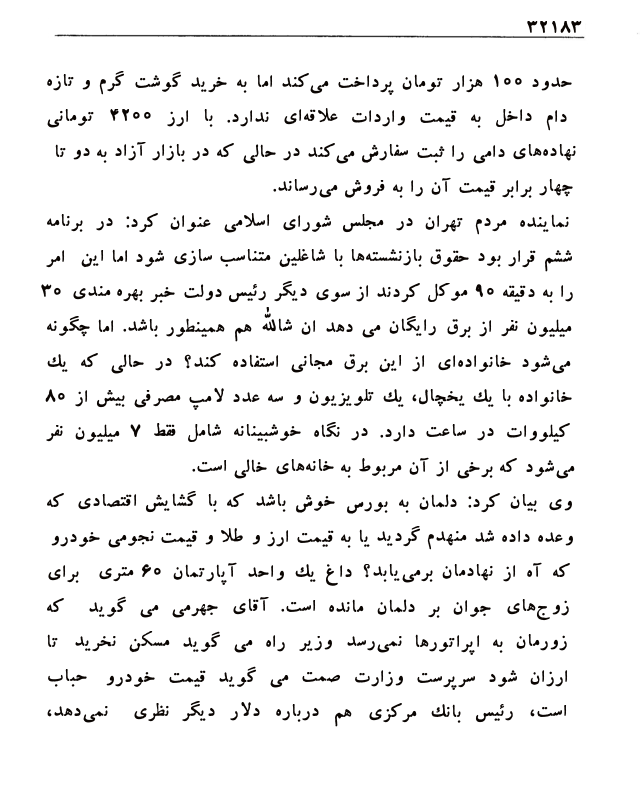 ۳۲۱۸۳
حدود ۱۰۰ هزار تومان پرداخت می‌کند اما به خرید گوشت گرم و تازه
دام داخل به قیمت واردات علاقه‌ای ندارد. با ارز ۴۲۰۰ تومانی
نهاده‌های دامی را ثبت سفارش می‌کند در حالی که در بازار آزاد به دو تا
چهار برابر قیمت آن را به فروش می‌رساند.
نماینده مردم تهران در مجلس شورای اسلامی عنوان کرد: در برنامه
ششم قرار بود حقوق بازنشسته‌ها با شاغلین متناسب سازی شود اما این امر
را به دقیقه ۹۰ موکل کردند از سوی دیگر رئیس دولت خبر بهره مندی ۳۰
میلیون نفر از برق رایگان می دهد ان شالله هم همینطور باشد. اما چگونه
می‌شود خانواده‌ای از این برق مجانی استفاده کند؟ در حالی که یك
خانواده با یك یخچال، یك تلویزیون و سه عدد لامپ مصرفی بیش از ۸۰
کیلووات در ساعت دارد. در نگاه خوشبینانه شامل فقط ۷ میلیون نفر
می‌شود که برخی از آن مربوط به خانه‌های خالی است.
وی بیان کرد: دلمان به بورس خوش باشد که با گشایش اقتصادی که
وعده داده شد منهدم گردید یا به قیمت ارز و طلا و قیمت نجومی خودرو
که آه از نهادمان برمی‌یابد؟ داغ یك واحد آپارتمان ۶۰ متری برای
زوج‌های جوان بر دلمان مانده است. آقای جهرمی می گوید که
زورمان به اپراتورها نمی‌رسد وزیر راه می گوید مسکن نخرید تا
ارزان شود سرپرست وزارت صمت می گوید قیمت خودرو حباب
است، رئیس بانك مرکزی هم درباره دلار دیگر نظری نمی‌دهد،